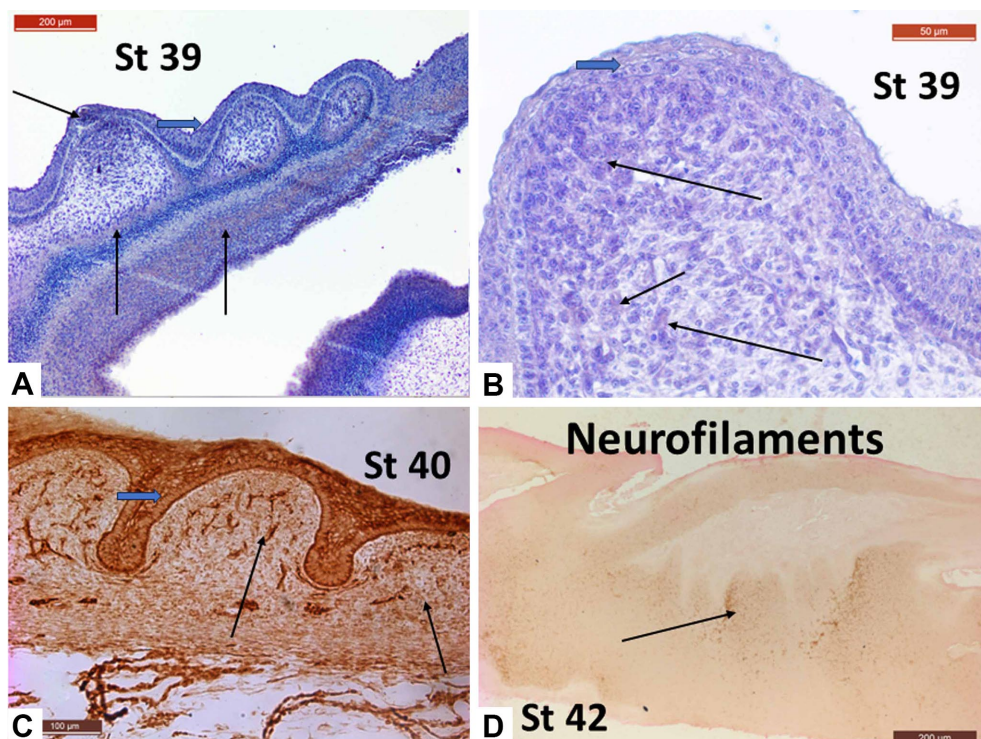 200 µm
St 39
A
50 µm
St 39
B
St 40
C
100 µm
Neurofilaments
D
St 42
200 µm